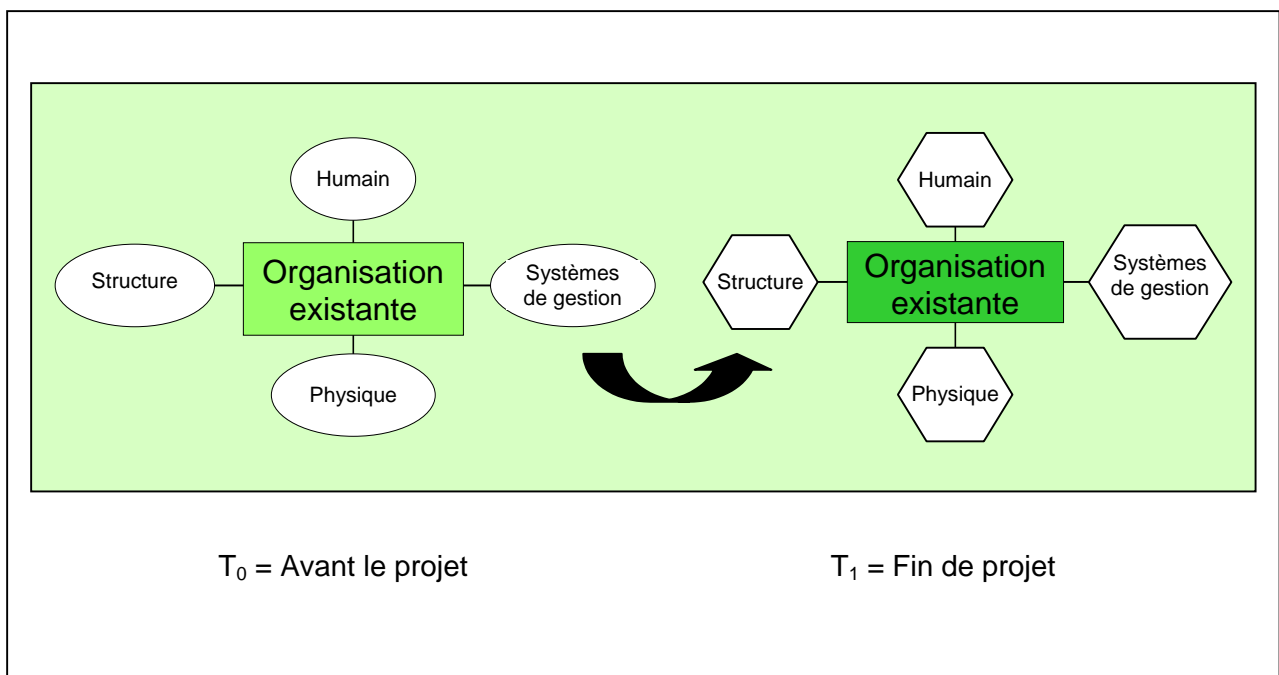 Humain
Structure
Organisation
existante
Systèmes
de gestion
Physique
Humain
Structure
Organisation
existante
Systèmes
de gestion
Physique
T₀ = Avant le projet
T₁ = Fin de projet